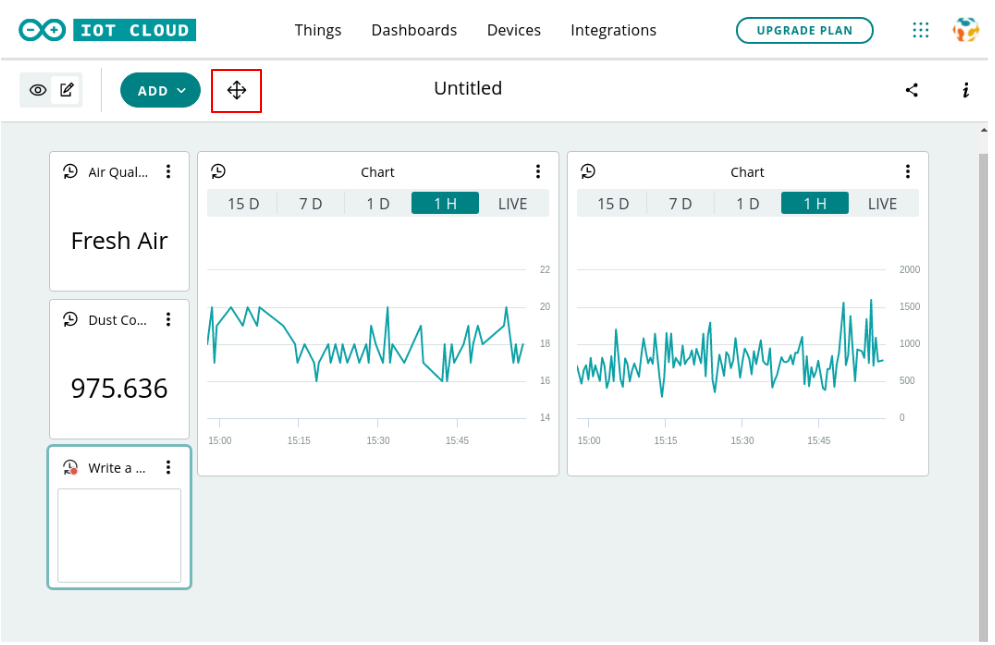 IOT CLOUD Things Dashboards Devices Integrations UPGRADE PLAN
ADD Untitled i
Air Qual...
Fresh Air
Dust Co...
975.636
Write a ...
Chart
15 D 7 D 1 D 1 H LIVE
22
20
18
16
14
15:00 15:15 15:30 15:45
Chart
15 D 7 D 1 D 1 H LIVE
2000
1500
1000
500
0
15:00 15:15 15:30 15:45